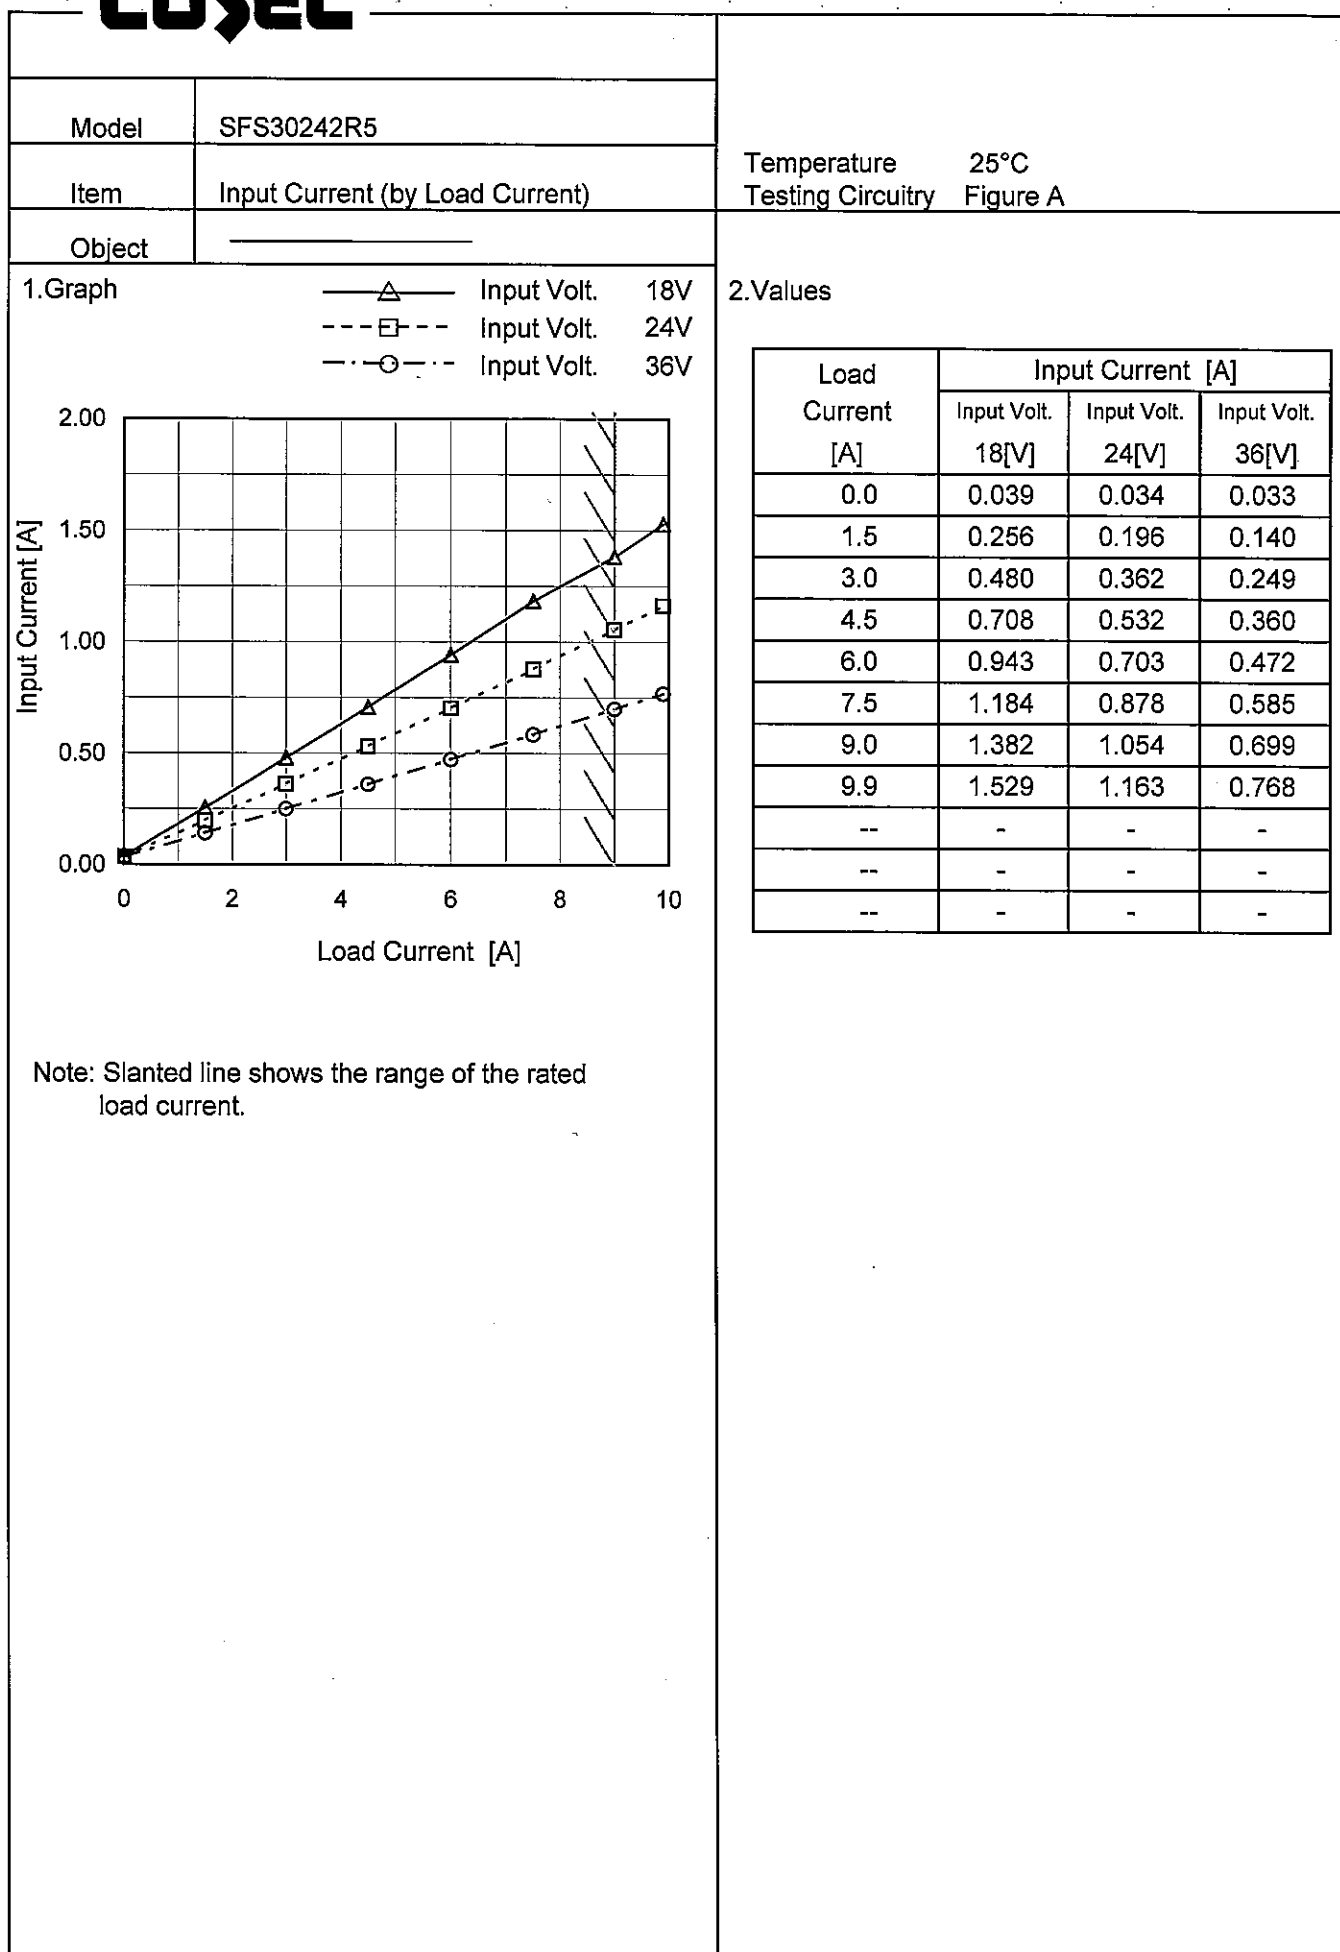 COSEL
Model SFS30242R5
Item Input Current (by Load Current)
Object
Temperature 25°C
Testing Circuitry Figure A
1.Graph
Input Volt. 18V
Input Volt. 24V
Input Volt. 36V
2.00
1.50
1.00
0.50
0.00
Input Current [A]
0 2 4 6 8 10
Load Current [A]
Note: Slanted line shows the range of the rated
load current.
2.Values
Load Input Current [A]
Current Input Volt. Input Volt. Input Volt.
[A] 18[V] 24[V] 36[V]
0.0 0.039 0.034 0.033
1.5 0.256 0.196 0.140
3.0 0.480 0.362 0.249
4.5 0.708 0.532 0.360
6.0 0.943 0.703 0.472
7.5 1.184 0.878 0.585
9.0 1.382 1.054 0.699
9.9 1.529 1.163 0.768
-- - - -
-- - - -
-- - - -